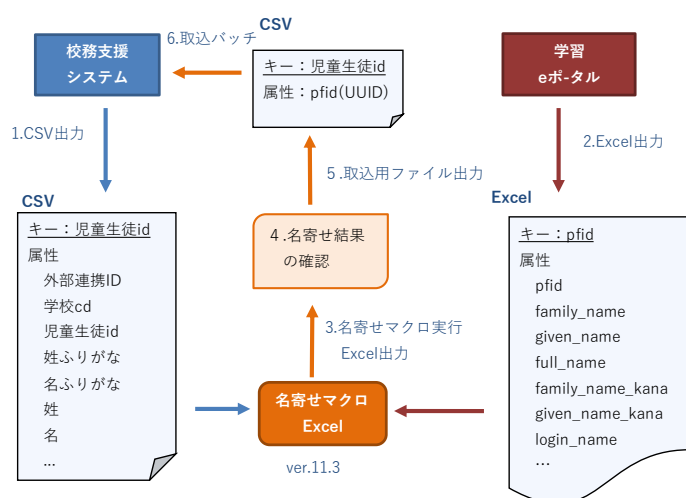 校務支援
システム
6.取込バッチ
CSV
キー：児童生徒id
属性：pfid(UUID)
学習
eポ-タル
1.CSV出力
2.Excel出力
5.取込用ファイル出力
CSV
キー：児童生徒id
属性
外部連携ID
学校cd
児童生徒id
姓ふりがな
名ふりがな
姓
名
...
4.名寄せ結果
の確認
3.名寄せマクロ実行
Excel出力
名寄せマクロ
Excel
ver.11.3
Excel
キー：pfid
属性
pfid
family_name
given_name
full_name
family_name_kana
given_name_kana
login_name
...